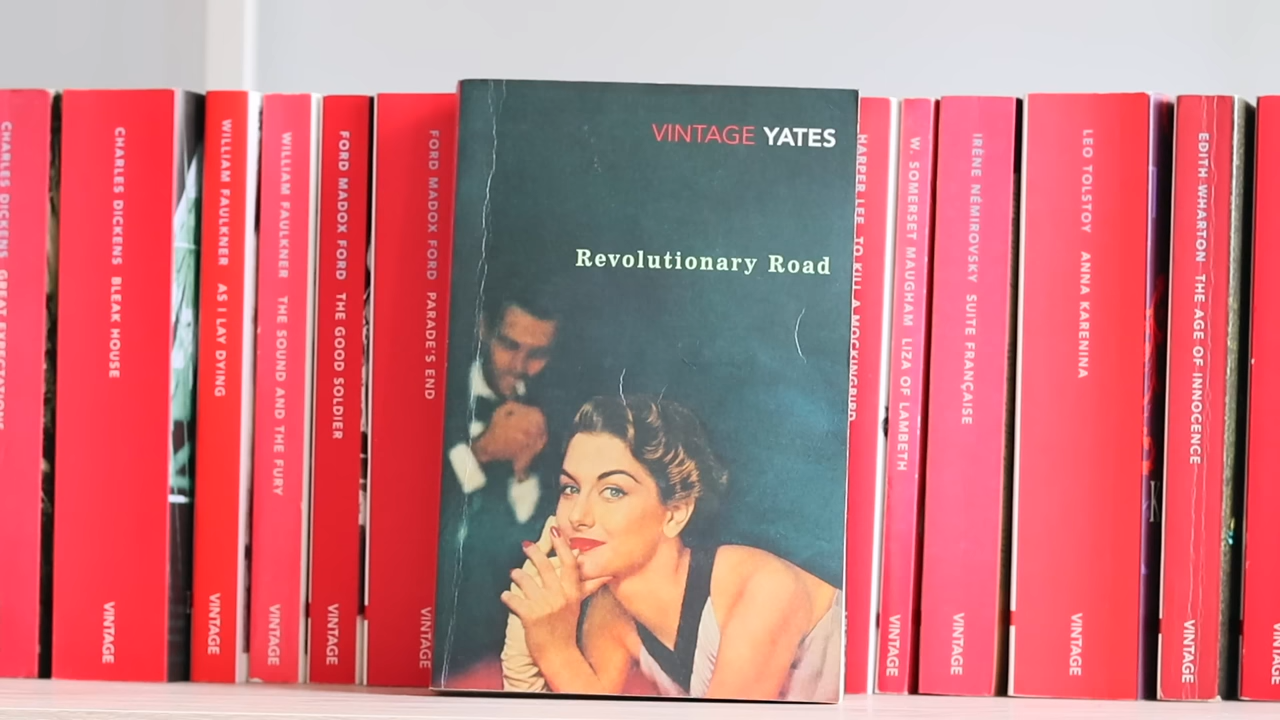 CHARLES DICKENS GREAT EXPECTATIONS
CHARLES DICKENS BLEAK HOUSE
VINTAGE
WILLIAM FAULKNER AS I LAY DYING
VINTAGE
WILLIAM FAULKNER THE SOUND AND THE FURY
VINTAGE
FORD MADOX FORD THE GOOD SOLDIER
VINTAGE
FORD MADOX FORD PARADE'S END
VINTAGE
VINTAGE YATES
Revolutionary Road
HARPER LEE TO KILL A MOCKINGBIRD
W. SOMERSET MAUGHAM LIZA OF LAMBETH
VINTAGE
IRÈNE NÉMIROVSKY SUITE FRANÇAISE
VINTAGE
LEO TOLSTOY ANNA KARENINA
VINTAGE
K
EDITH WHARTON THE AGE OF INNOCENCE
VINTAGE
VINTAGE